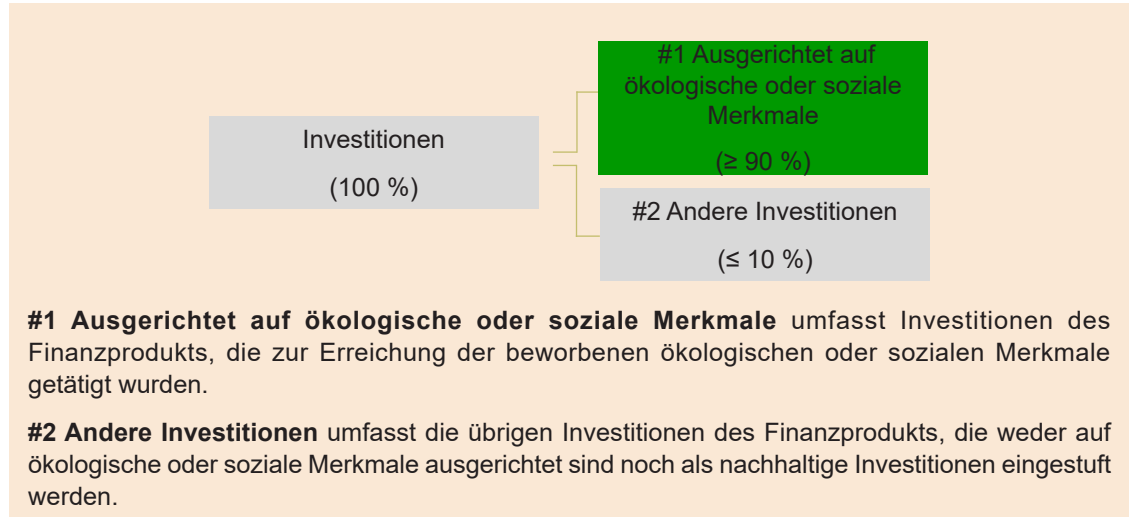 #1 Ausgerichtet auf
ökologische oder soziale
Merkmale
(≥ 90 %)
Investitionen
(100 %)
#2 Andere Investitionen
(≤ 10 %)
#1 Ausgerichtet auf ökologische oder soziale Merkmale umfasst Investitionen des
Finanzprodukts, die zur Erreichung der beworbenen ökologischen oder sozialen Merkmale
getätigt wurden.
#2 Andere Investitionen umfasst die übrigen Investitionen des Finanzprodukts, die weder auf
ökologische oder soziale Merkmale ausgerichtet sind noch als nachhaltige Investitionen eingestuft
werden.